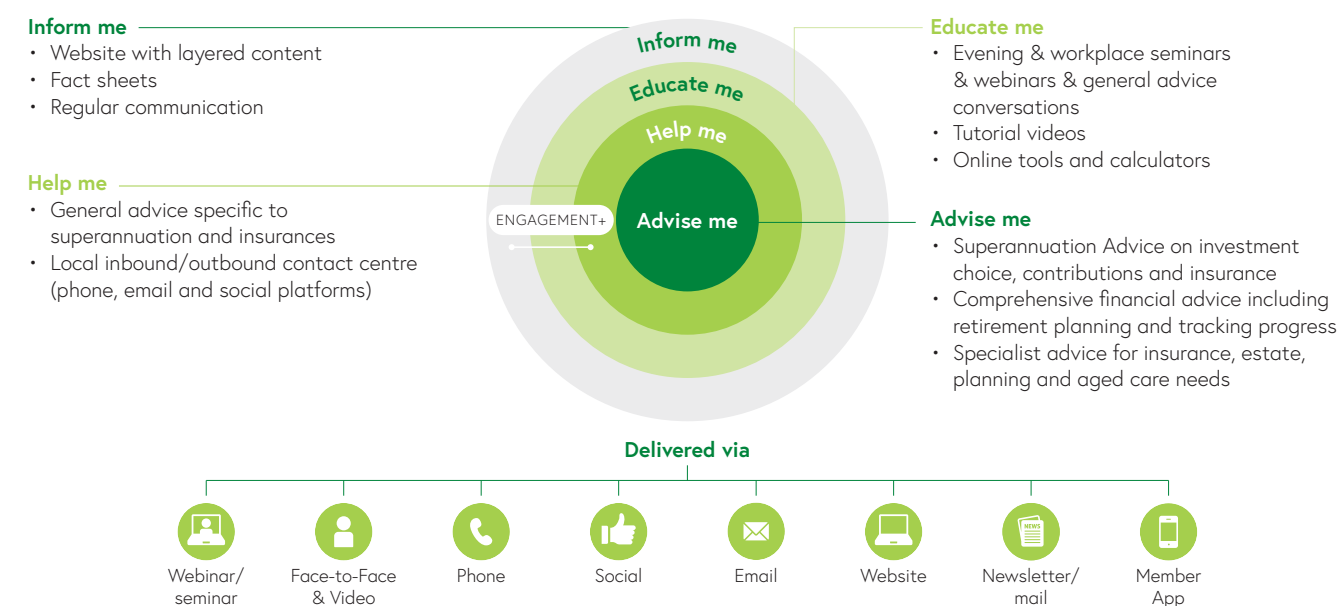 Inform me
• Website with layered content
• Fact sheets
• Regular communication
Help me
• General advice specific to
superannuation and insurances
• Local inbound/outbound contact centre
(phone, email and social platforms)
Inform me
Educate me
Help me
ENGAGEMENT+
Advise me
Educate me
• Evening & workplace seminars
& webinars & general advice
conversations
• Tutorial videos
• Online tools and calculators
Advise me
• Superannuation Advice on investment
choice, contributions and insurance
• Comprehensive financial advice including
retirement planning and tracking progress
• Specialist advice for insurance, estate,
planning and aged care needs
Delivered via
Webinar/
seminar
Face-to-Face
& Video
Phone
Social
Email
Website
NEWS
Newsletter/
mail
Member
App